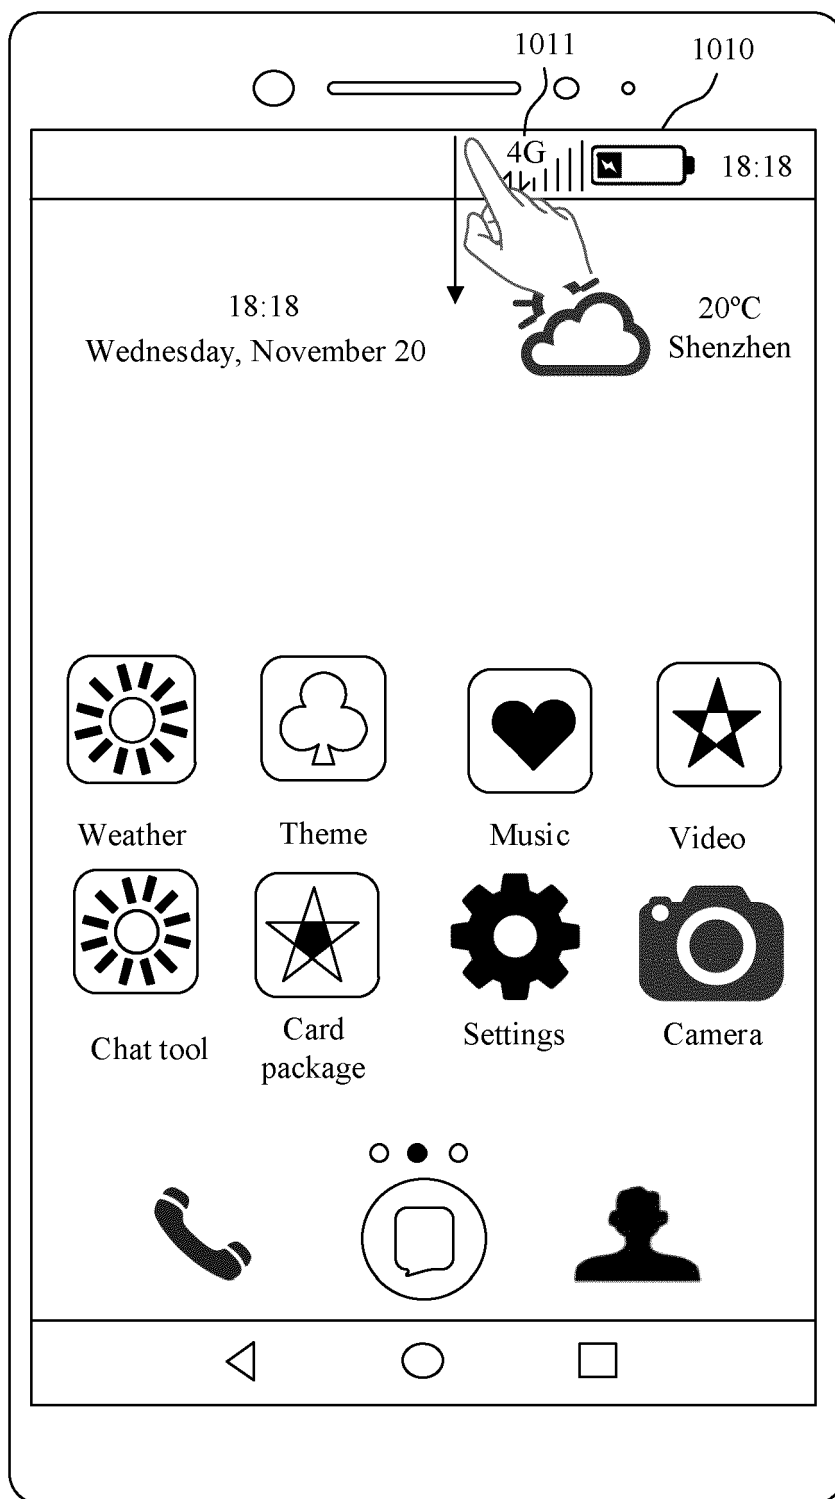 1011
1010
4G
18:18
18:18
Wednesday, November 20
20°C
Shenzhen
Weather
Theme
Music
Video
Chat tool
Card
package
Settings
Camera